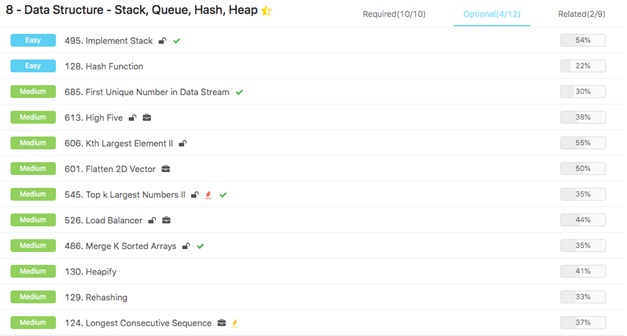 8 - Data Structure - Stack, Queue, Hash, Heap Required(10/10) Optional(4/12) Related(2/9)
Easy 495. Implement Stack 54%
Easy 128. Hash Function 22%
Medium 685. First Unique Number in Data Stream 30%
Medium 613. High Five 38%
Medium 606. Kth Largest Element II 55%
Medium 601. Flatten 2D Vector 50%
Medium 545. Top k Largest Numbers II 35%
Medium 526. Load Balancer 44%
Medium 486. Merge K Sorted Arrays 35%
Medium 130. Heapify 41%
Medium 129. Rehashing 33%
Medium 124. Longest Consecutive Sequence 37%